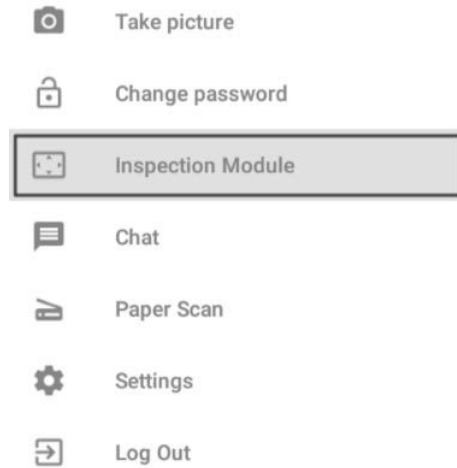 Take picture
Change password
Inspection Module
Chat
Paper Scan
Settings
Log Out